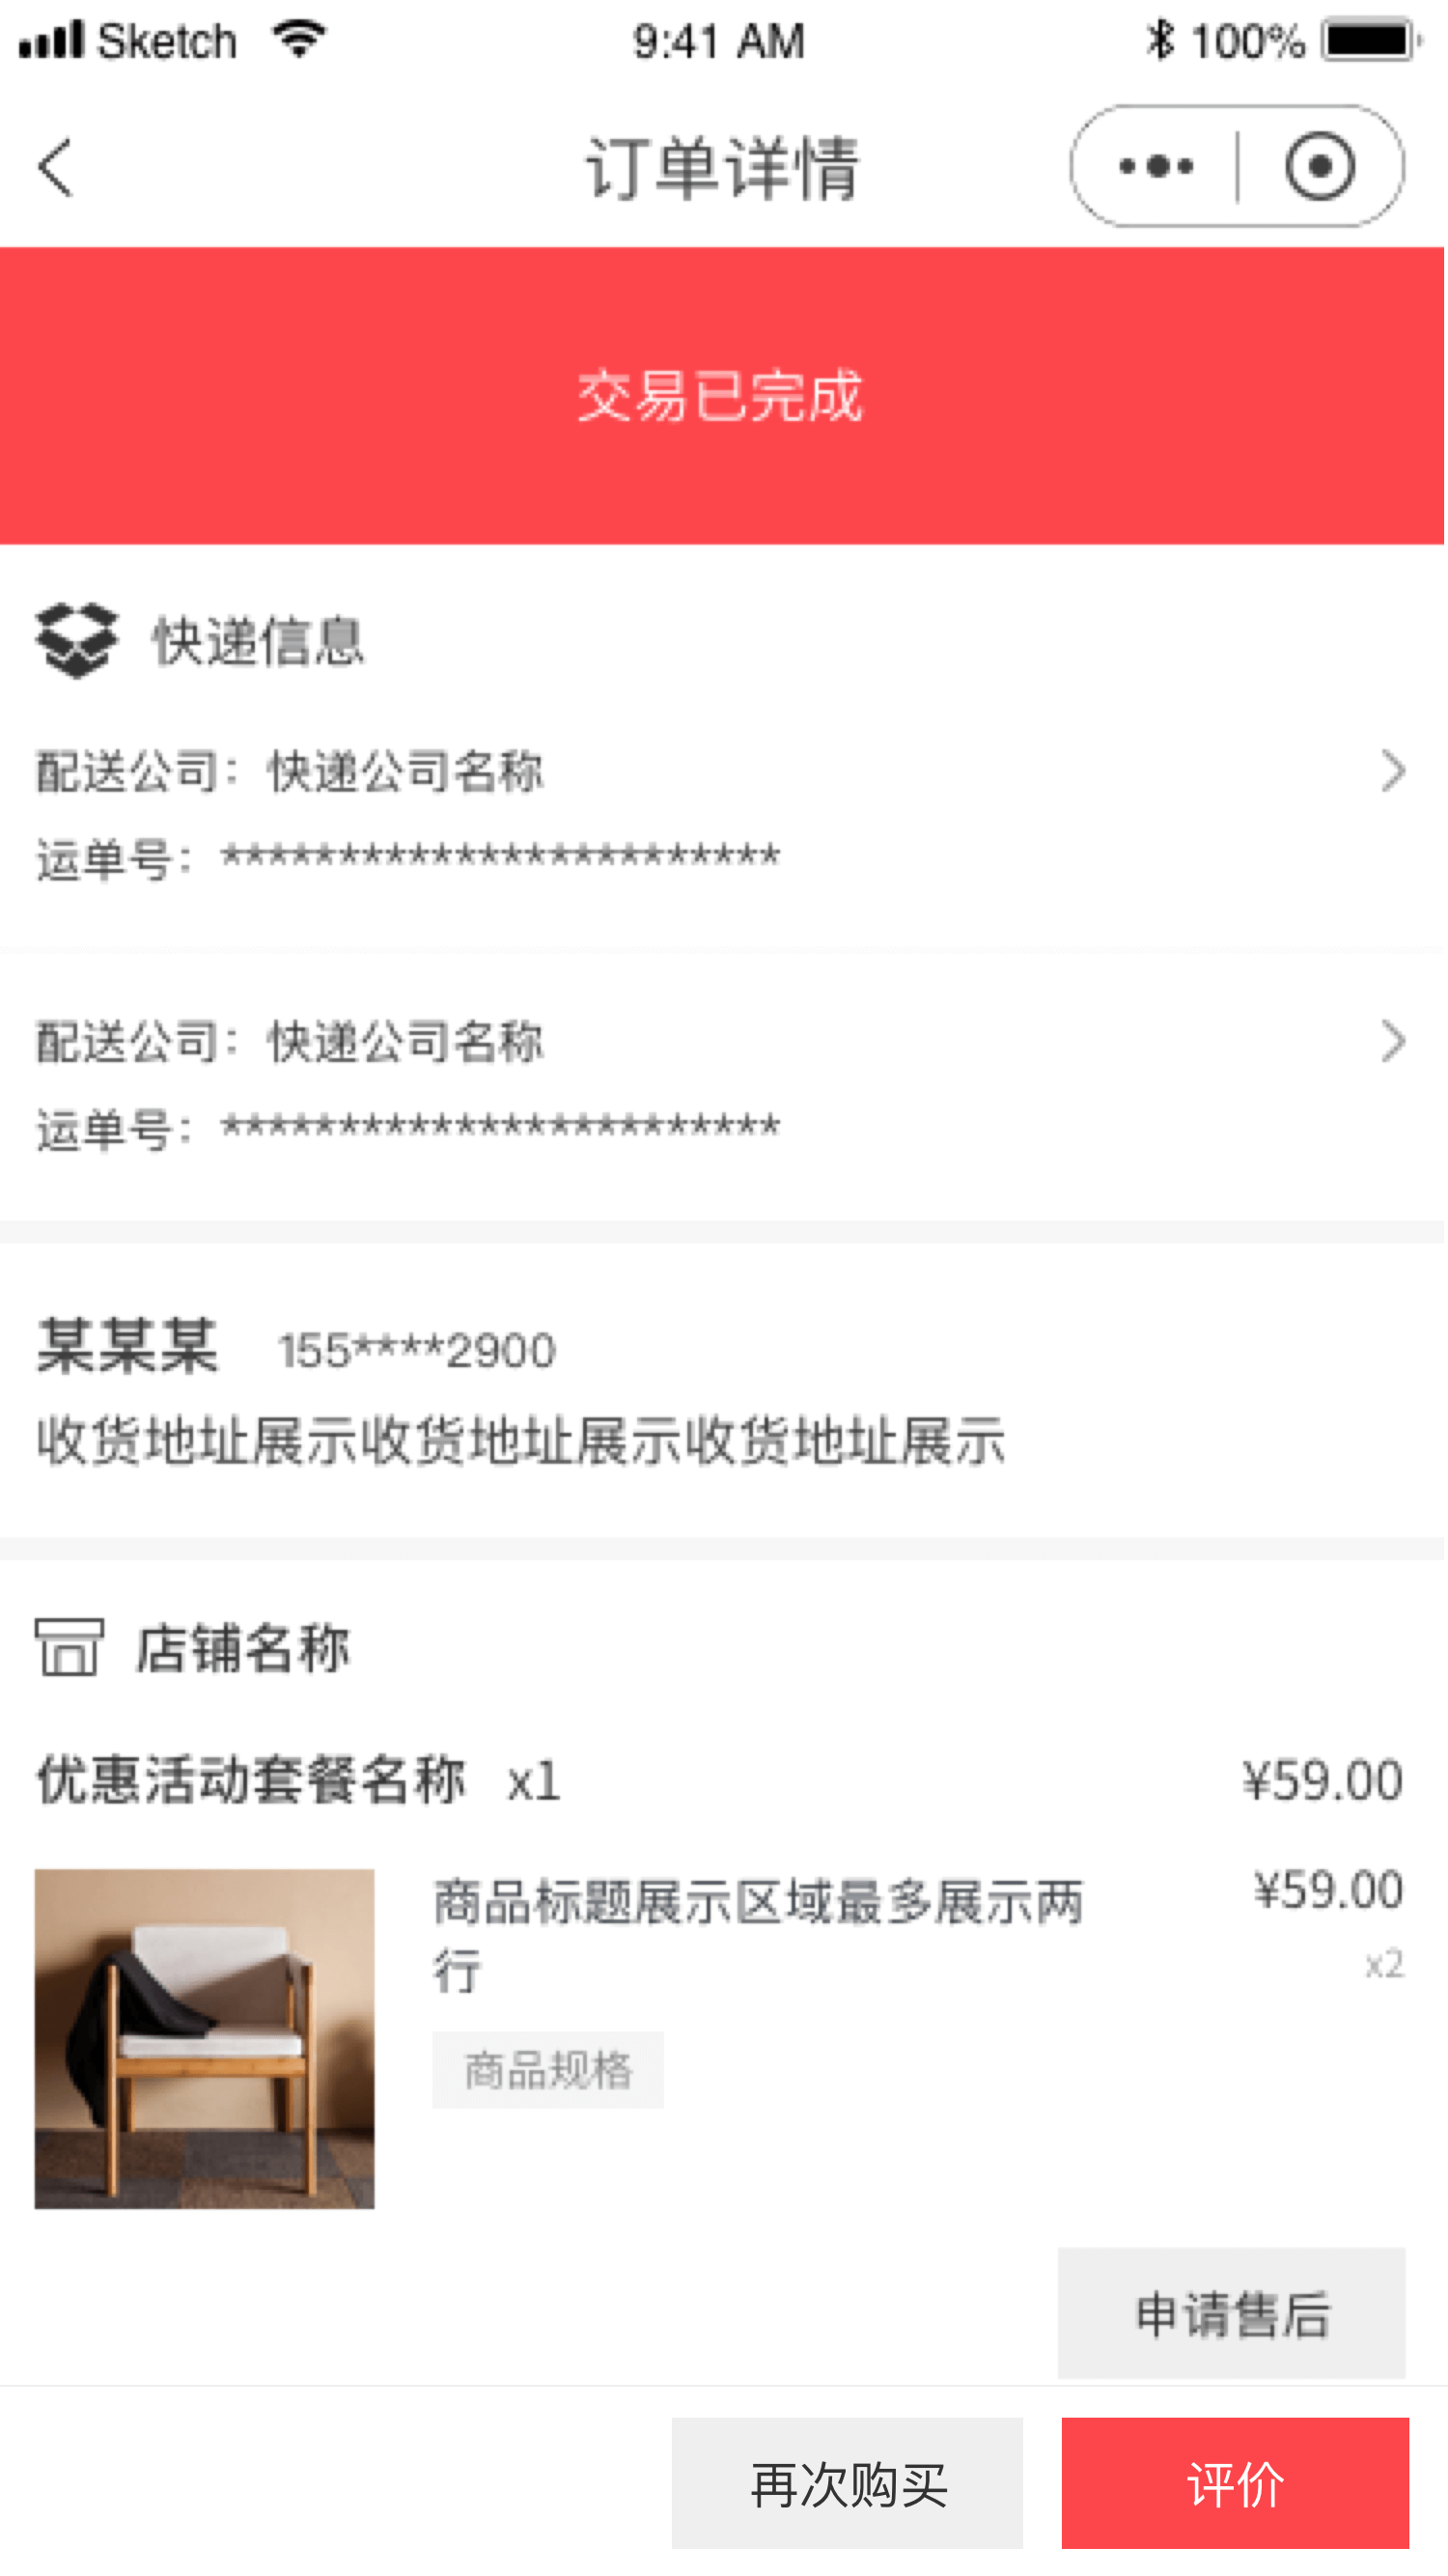 Sketch 9:41 AM 100%
订单详情
交易已完成
快递信息
配送公司：快递公司名称
运单号：************************
配送公司：快递公司名称
运单号：************************
某某某 155****2900
收货地址展示收货地址展示收货地址展示
店铺名称
优惠活动套餐名称 x1 ¥59.00
商品标题展示区域最多展示两 ¥59.00
行 x2
商品规格
申请售后
再次购买 评价